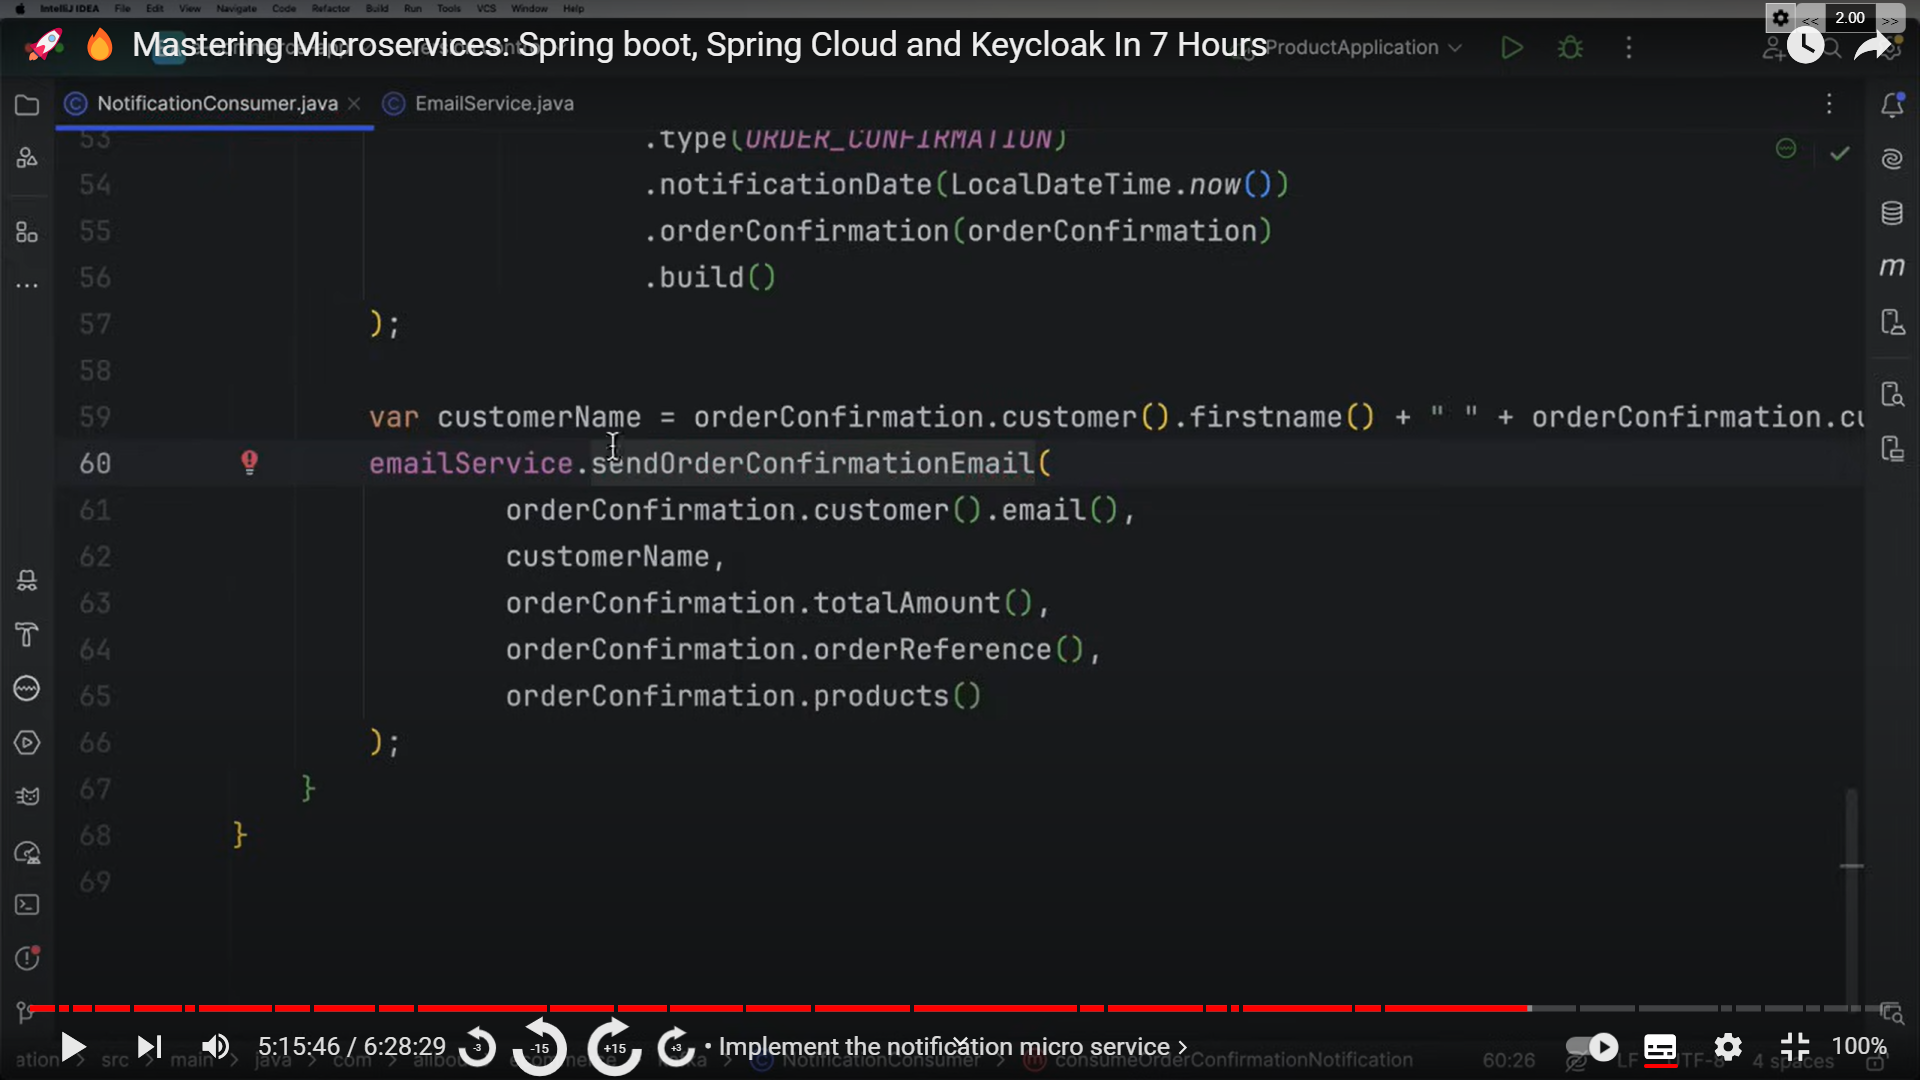 IntelliJ IDEA File Edit View Navigate Code Refactor Build Run Tools VCS Window Help
<< 2.00 >>
🚀 🔥 Mastering Microservices: Spring boot, Spring Cloud and Keycloak In 7 Hours
ProductApplication
NotificationConsumer.java
EmailService.java
53 .type(ORDER_CONFIRMATION)
54 .notificationDate(LocalDateTime.now())
55 .orderConfirmation(orderConfirmation)
56 .build()
57 );
58
59 var customerName = orderConfirmation.customer().firstname() + " " + orderConfirmation.cu
60 emailService.sendOrderConfirmationEmail(
61 orderConfirmation.customer().email(),
62 customerName,
63 orderConfirmation.totalAmount(),
64 orderConfirmation.orderReference(),
65 orderConfirmation.products()
66 );
67 }
68 }
69
5:15:46 / 6:28:29 -3 -15 +15 +3 • Implement the notification micro service > 100%
ation > src > main > java > com > > NotificationConsumer > consumeOrderConfirmationNotification 60:26 LF UTF-8 4 spaces